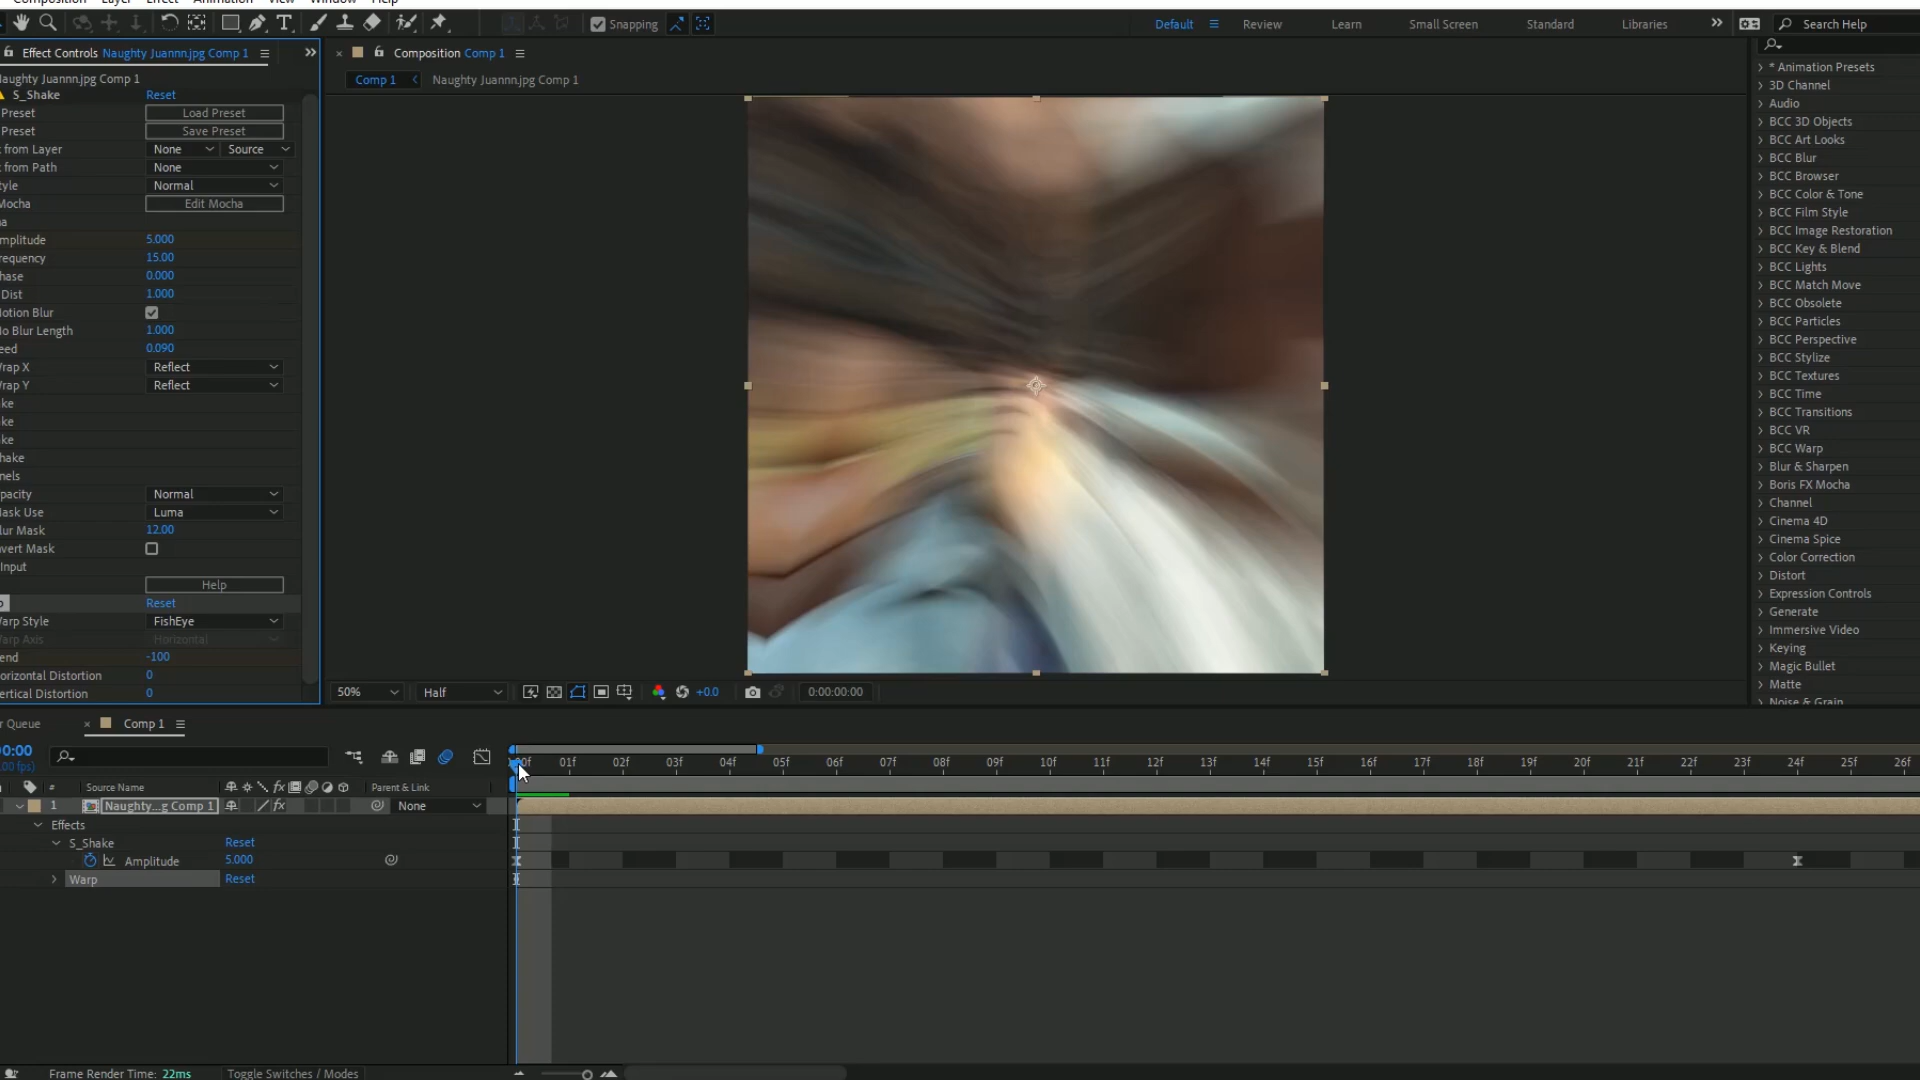 Composition Layer Effect Animation View Window Help
Snapping
Default
Review
Learn
Small Screen
Standard
Libraries
Search Help
Effect Controls Naughty Juannn.jpg Comp 1
Composition Comp 1
Naughty Juannn.jpg Comp 1
Comp 1
Naughty Juannn.jpg Comp 1
S_Shake Reset
Preset Load Preset
Preset Save Preset
from Layer None Source
from Path None
tyle Normal
Mocha Edit Mocha
a
mplitude 5.000
requency 15.00
hase 0.000
Dist 1.000
otion Blur
o Blur Length 1.000
eed 0.090
rap X Reflect
rap Y Reflect
ke
ke
ke
hake
nels
pacity Normal
ask Use Luma
lur Mask 12.00
vert Mask
Input
Help
p Reset
arp Style FishEye
arp Axis Horizontal
end -100
orizontal Distortion 0
ertical Distortion 0
50%
Half
+0.0
0:00:00:00
* Animation Presets
3D Channel
Audio
BCC 3D Objects
BCC Art Looks
BCC Blur
BCC Browser
BCC Color & Tone
BCC Film Style
BCC Image Restoration
BCC Key & Blend
BCC Lights
BCC Match Move
BCC Obsolete
BCC Particles
BCC Perspective
BCC Stylize
BCC Textures
BCC Time
BCC Transitions
BCC VR
BCC Warp
Blur & Sharpen
Boris FX Mocha
Channel
Cinema 4D
Cinema Spice
Color Correction
Distort
Expression Controls
Generate
Immersive Video
Keying
Magic Bullet
Matte
Noise & Grain
r Queue
Comp 1
0:00
.00 fps)
:00f 01f 02f 03f 04f 05f 06f 07f 08f 09f 10f 11f 12f 13f 14f 15f 16f 17f 18f 19f 20f 21f 22f 23f 24f 25f 26f
# Source Name fx Parent & Link
1 Naughty...g Comp 1 fx None
Effects
S_Shake Reset
Amplitude 5.000
Warp Reset
Frame Render Time: 22ms
Toggle Switches / Modes